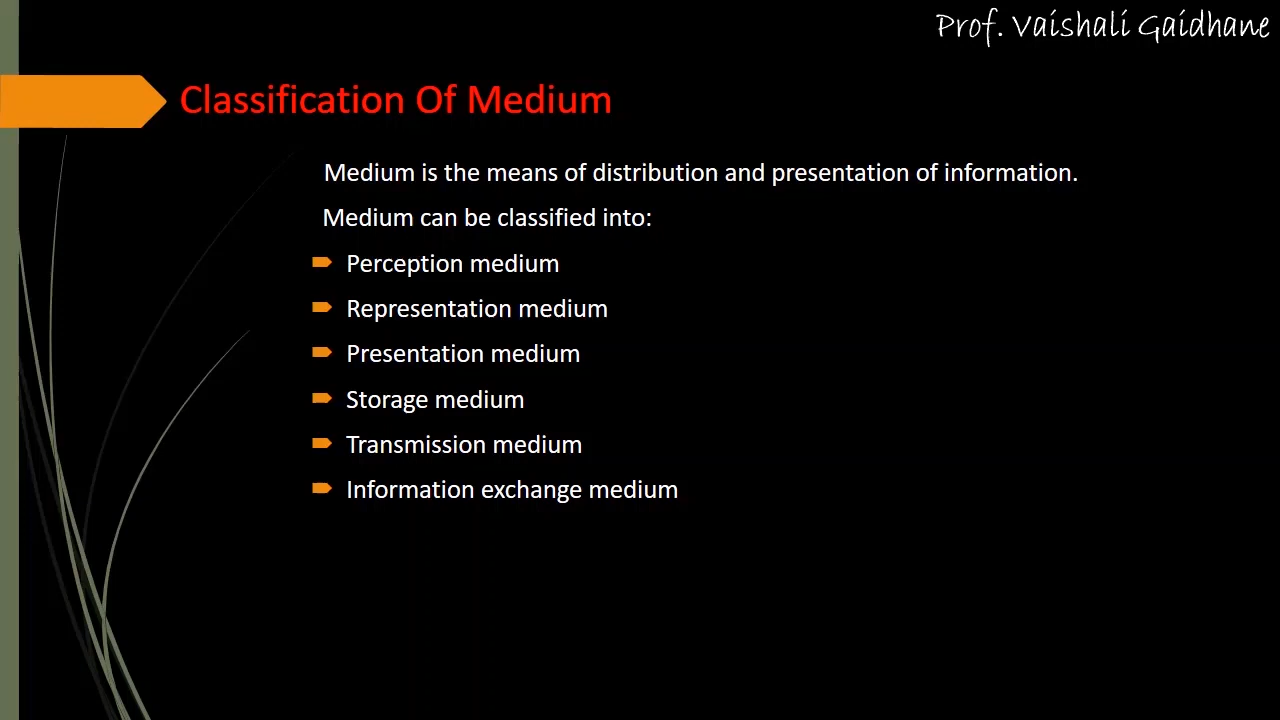 Prof. Vaishali Gaidhane
Classification Of Medium
Medium is the means of distribution and presentation of information.
Medium can be classified into:
Perception medium
Representation medium
Presentation medium
Storage medium
Transmission medium
Information exchange medium